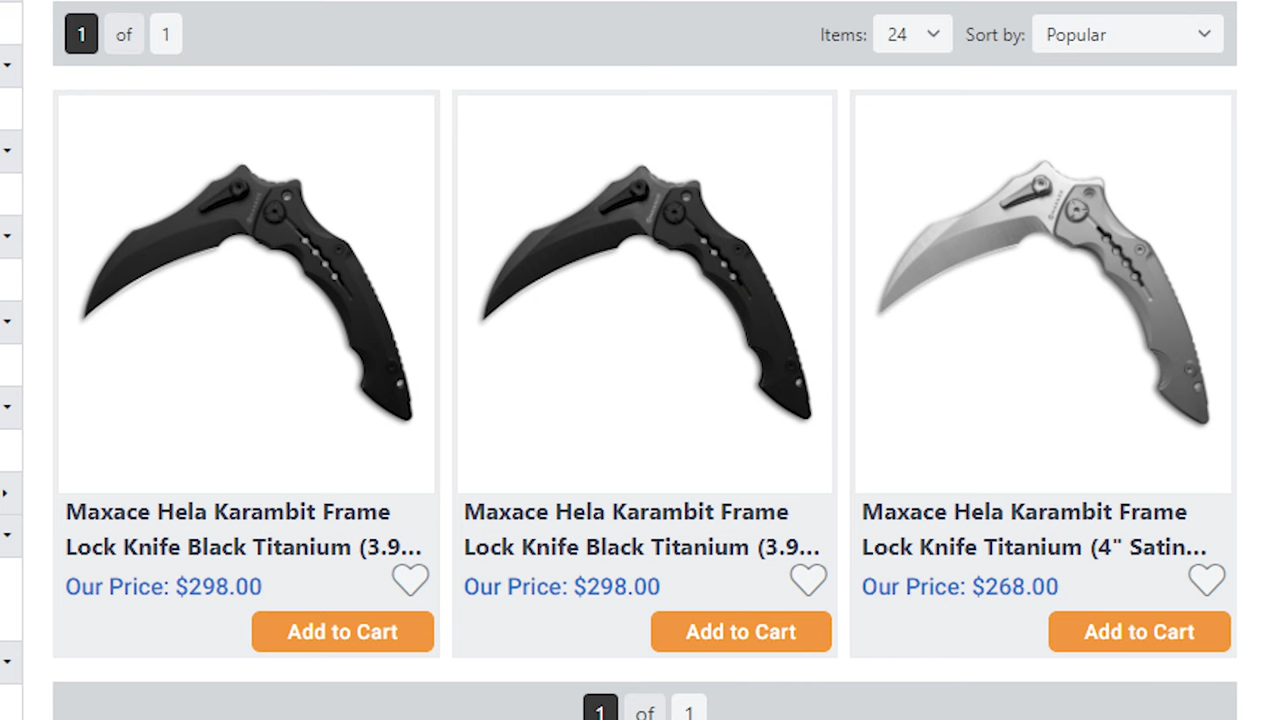 1 of 1
Items: 24 Sort by: Popular
Maxace Hela Karambit Frame
Lock Knife Black Titanium (3.9...
Our Price: $298.00
Add to Cart
Maxace Hela Karambit Frame
Lock Knife Black Titanium (3.9...
Our Price: $298.00
Add to Cart
Maxace Hela Karambit Frame
Lock Knife Titanium (4" Satin...
Our Price: $268.00
Add to Cart
1 of 1